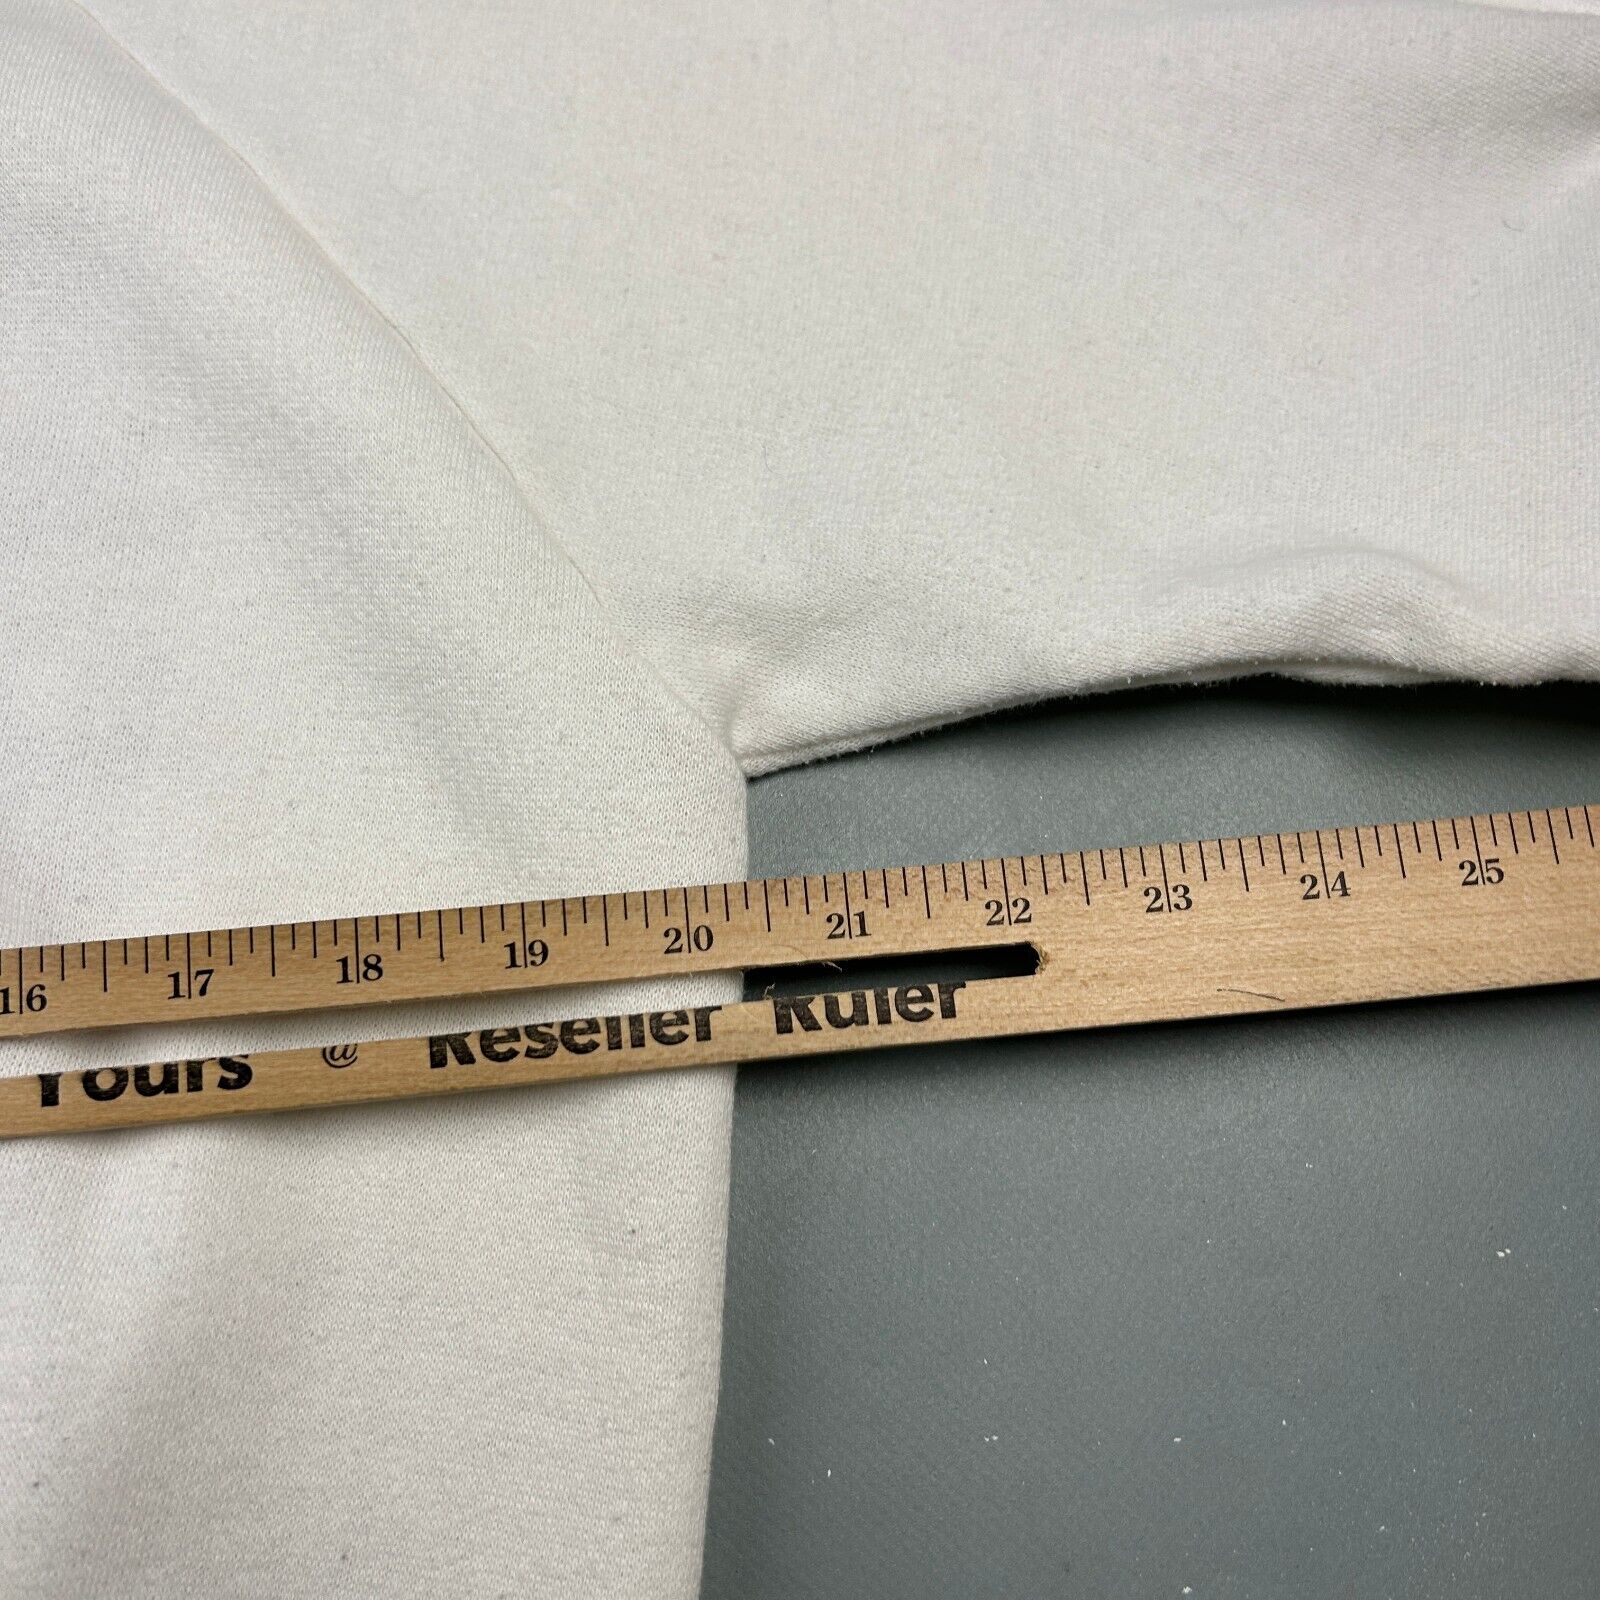 16 17 18 19 20 21 22 23 24 25
Yours @ Reseller Ruler